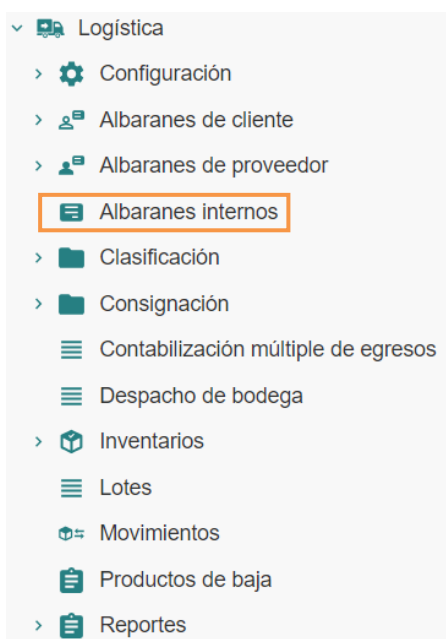 Logística
Configuración
Albaranes de cliente
Albaranes de proveedor
Albaranes internos
Clasificación
Consignación
Contabilización múltiple de egresos
Despacho de bodega
Inventarios
Lotes
Movimientos
Productos de baja
Reportes